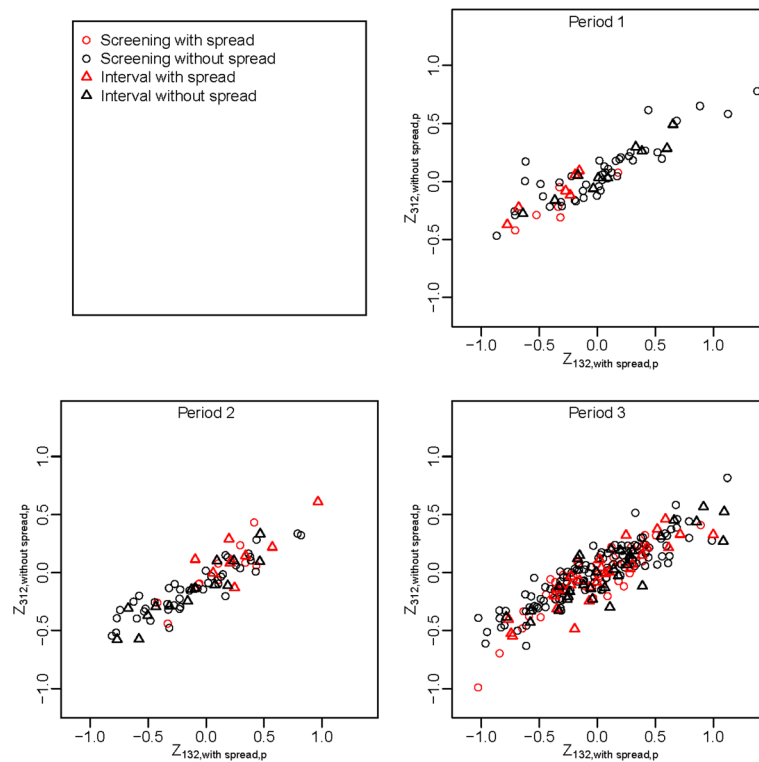 Screening with spread
Screening without spread
Interval with spread
Interval without spread
Period 1
1.0
0.5
0.0
−0.5
−1.0
Z312,without spread,p
−1.0 −0.5 0.0 0.5 1.0
Z132,with spread,p
Period 2
1.0
0.5
0.0
−0.5
−1.0
Z312,without spread,p
−1.0 −0.5 0.0 0.5 1.0
Z132,with spread,p
Period 3
1.0
0.5
0.0
−0.5
−1.0
Z312,without spread,p
−1.0 −0.5 0.0 0.5 1.0
Z132,with spread,p